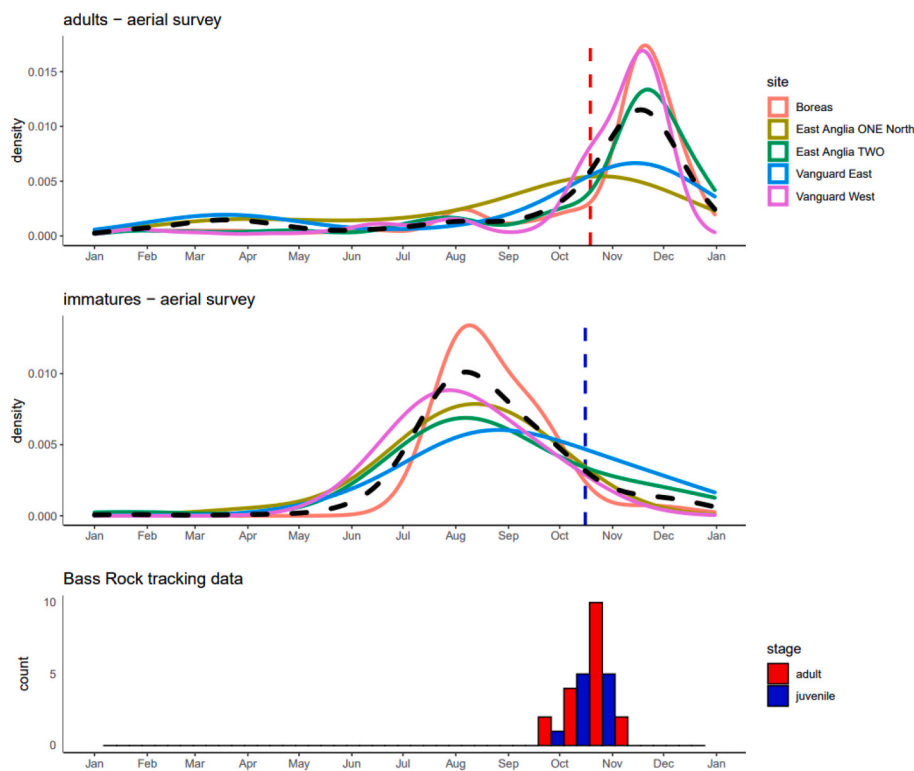 adults − aerial survey
density
0.015
0.010
0.005
0.000
Jan Feb Mar Apr May Jun Jul Aug Sep Oct Nov Dec Jan
site
Boreas
East Anglia ONE North
East Anglia TWO
Vanguard East
Vanguard West
immatures − aerial survey
density
0.010
0.005
0.000
Jan Feb Mar Apr May Jun Jul Aug Sep Oct Nov Dec Jan
Bass Rock tracking data
count
10
5
0
Jan Feb Mar Apr May Jun Jul Aug Sep Oct Nov Dec Jan
stage
adult
juvenile